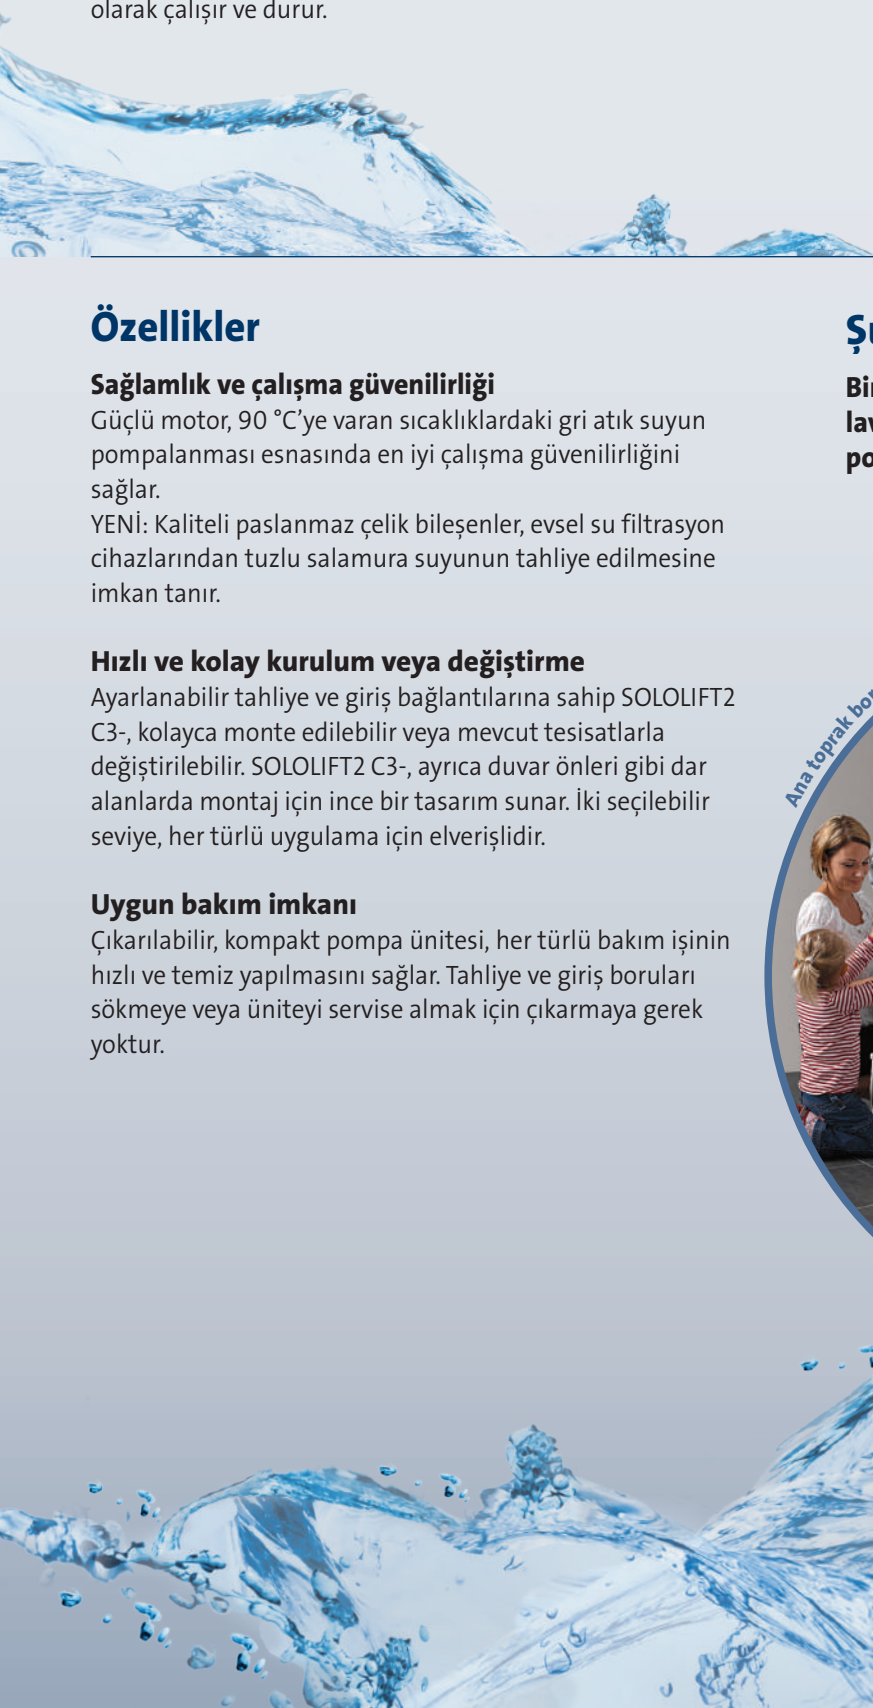 olarak çalışır ve durur.
Özellikler
Sağlamlık ve çalışma güvenilirliği
Güçlü motor, 90 °C’ye varan sıcaklıklardaki gri atık suyun
pompalanması esnasında en iyi çalışma güvenilirliğini
sağlar.
YENİ: Kaliteli paslanmaz çelik bileşenler, evsel su filtrasyon
cihazlarından tuzlu salamura suyunun tahliye edilmesine
imkan tanır.
Hızlı ve kolay kurulum veya değiştirme
Ayarlanabilir tahliye ve giriş bağlantılarına sahip SOLOLIFT2
C3-, kolayca monte edilebilir veya mevcut tesisatlarla
değiştirilebilir. SOLOLIFT2 C3-, ayrıca duvar önleri gibi dar
alanlarda montaj için ince bir tasarım sunar. İki seçilebilir
seviye, her türlü uygulama için elverişlidir.
Uygun bakım imkanı
Çıkarılabilir, kompakt pompa ünitesi, her türlü bakım işinin
hızlı ve temiz yapılmasını sağlar. Tahliye ve giriş boruları
sökmeye veya üniteyi servise almak için çıkarmaya gerek
yoktur.
Ana toprak